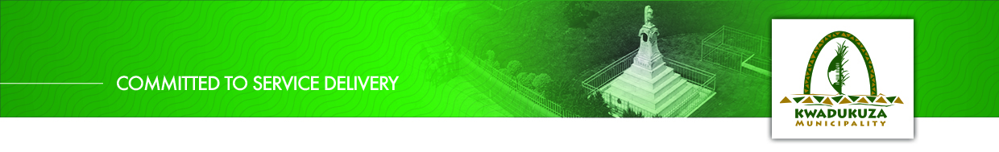 COMMITTED TO SERVICE DELIVERY
KWADUKUZA
MUNICIPALITY